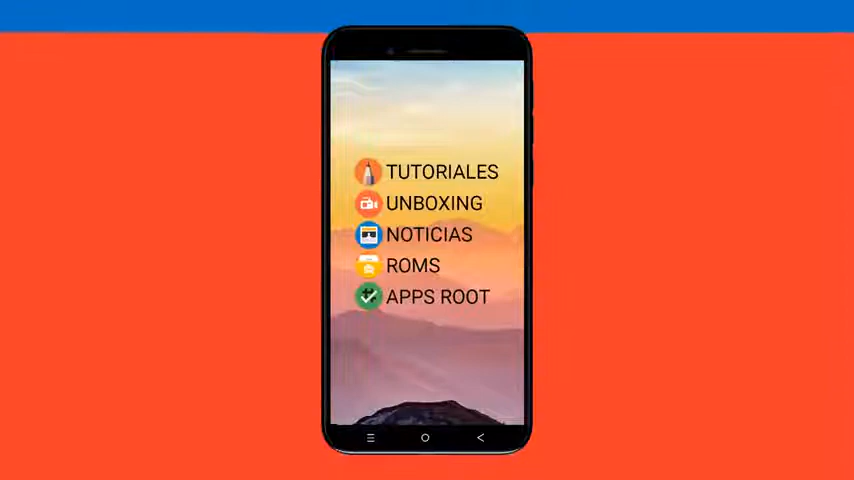 TUTORIALES
UNBOXING
NOTICIAS
ROMS
APPS ROOT